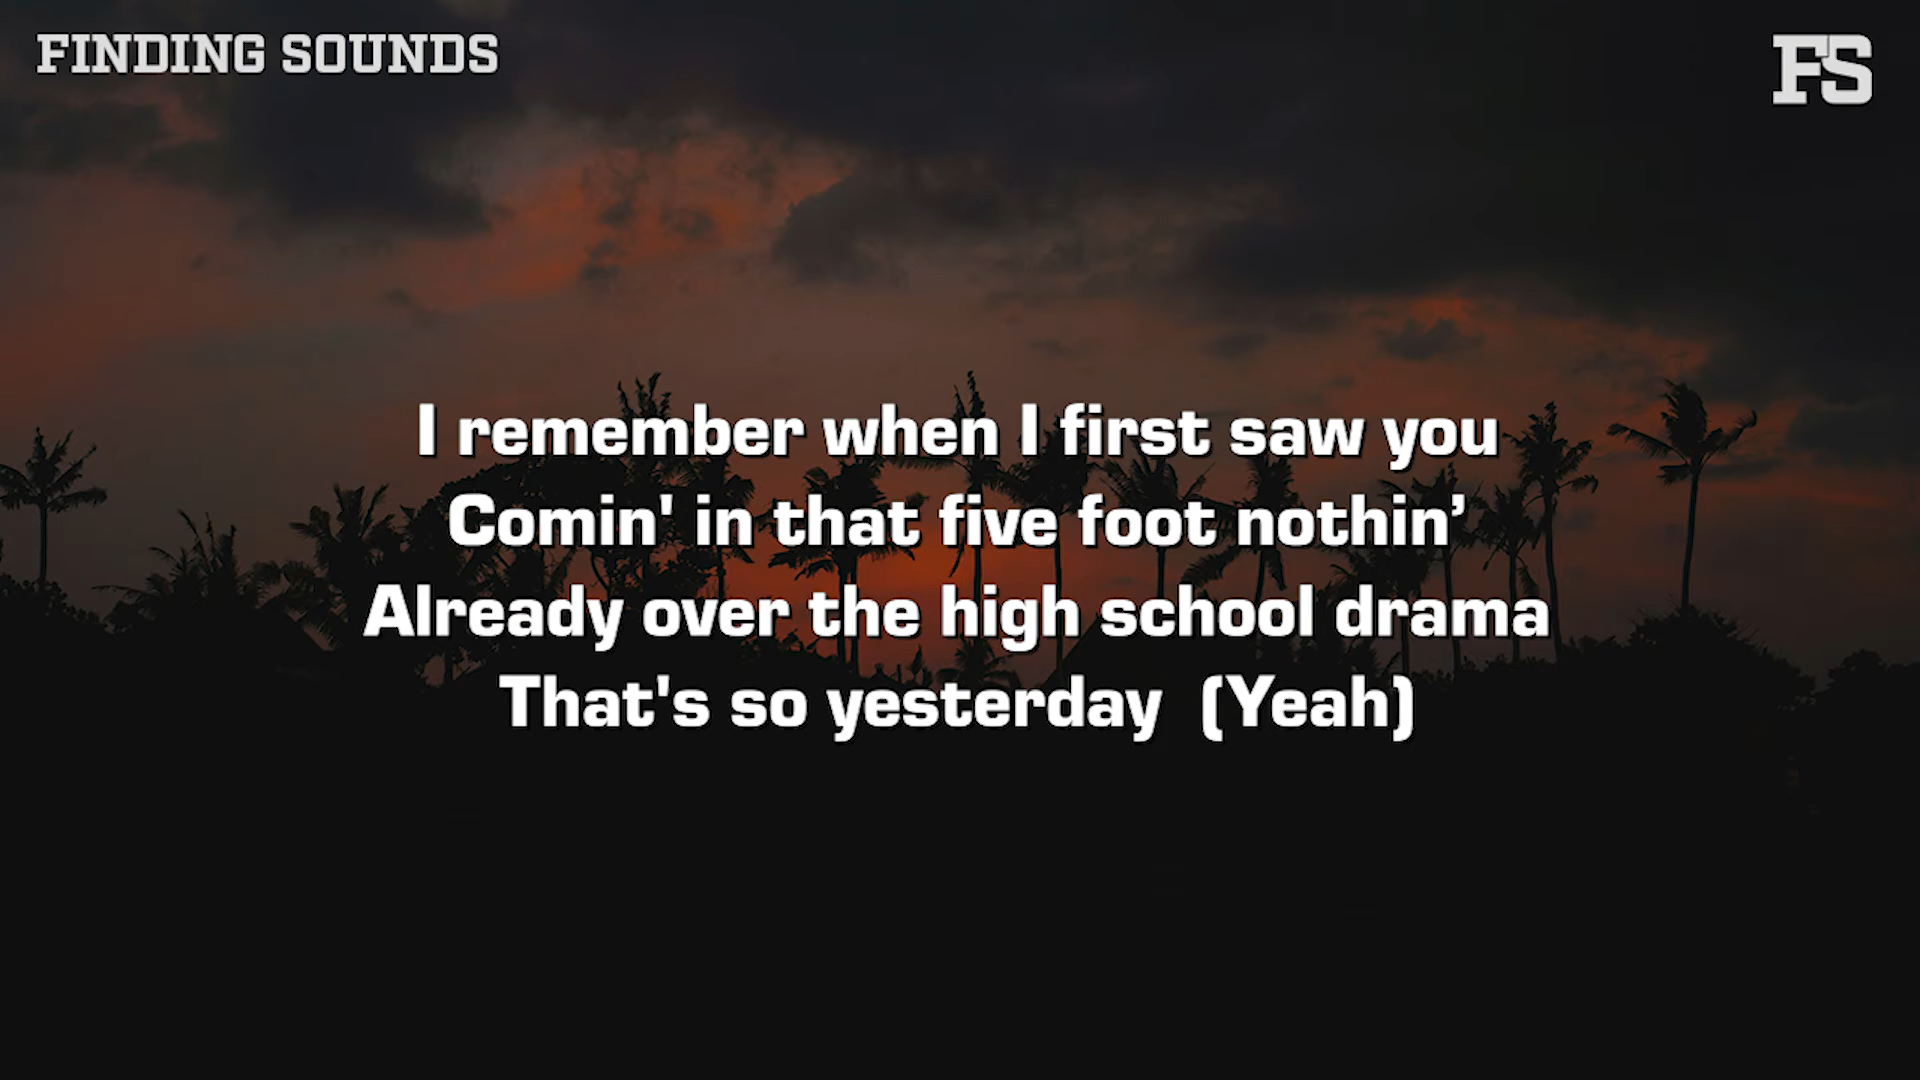 FINDING SOUNDS
FS
I remember when I first saw you
Comin' in that five foot nothin’
Already over the high school drama
That's so yesterday  (Yeah)